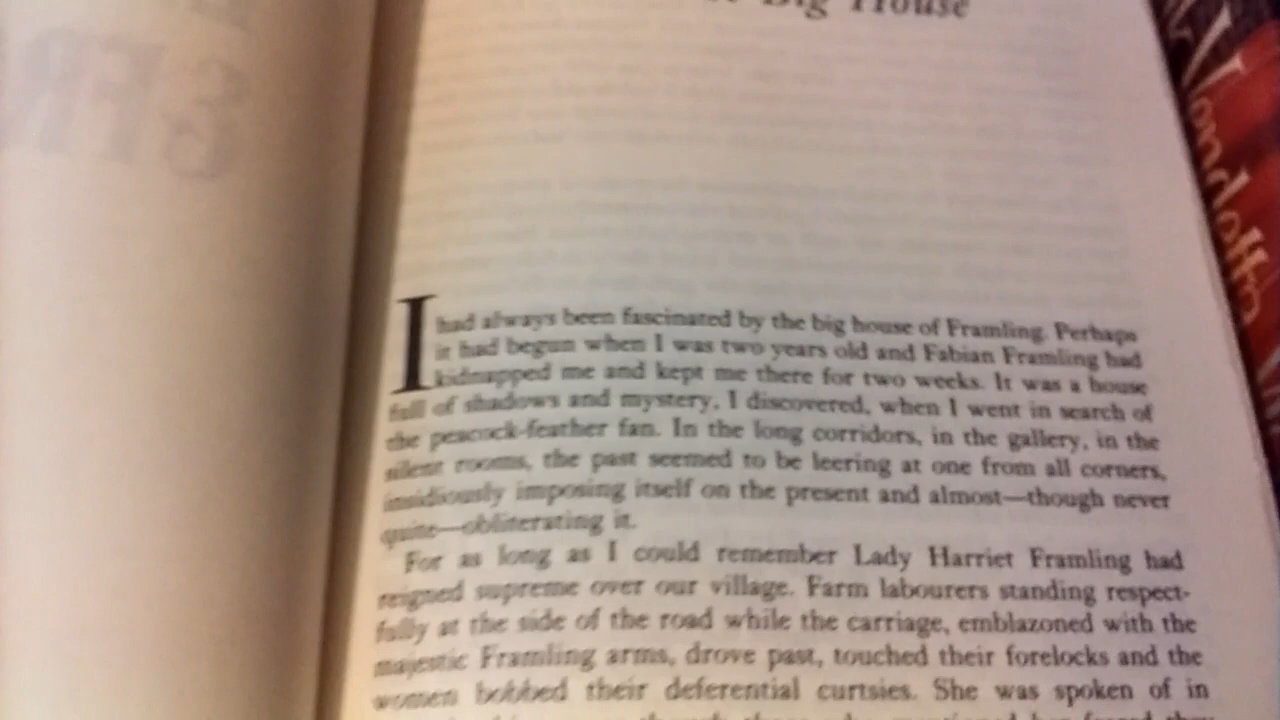 Big House
I had always been fascinated by the big house of Framling. Perhaps
it had begun when I was two years old and Fabian Framling had
kidnapped me and kept me there for two weeks. It was a house
full of shadows and mystery, I discovered, when I went in search of
the peacock-feather fan. In the long corridors, in the gallery, in the
silent rooms, the past seemed to be leering at one from all corners,
insidiously imposing itself on the present and almost—though never
quite—obliterating it.
For as long as I could remember Lady Harriet Framling had
reigned supreme over our village. Farm labourers standing respect-
fully at the side of the road while the carriage, emblazoned with the
majestic Framling arms, drove past, touched their forelocks and the
women bobbed their deferential curtsies. She was spoken of in